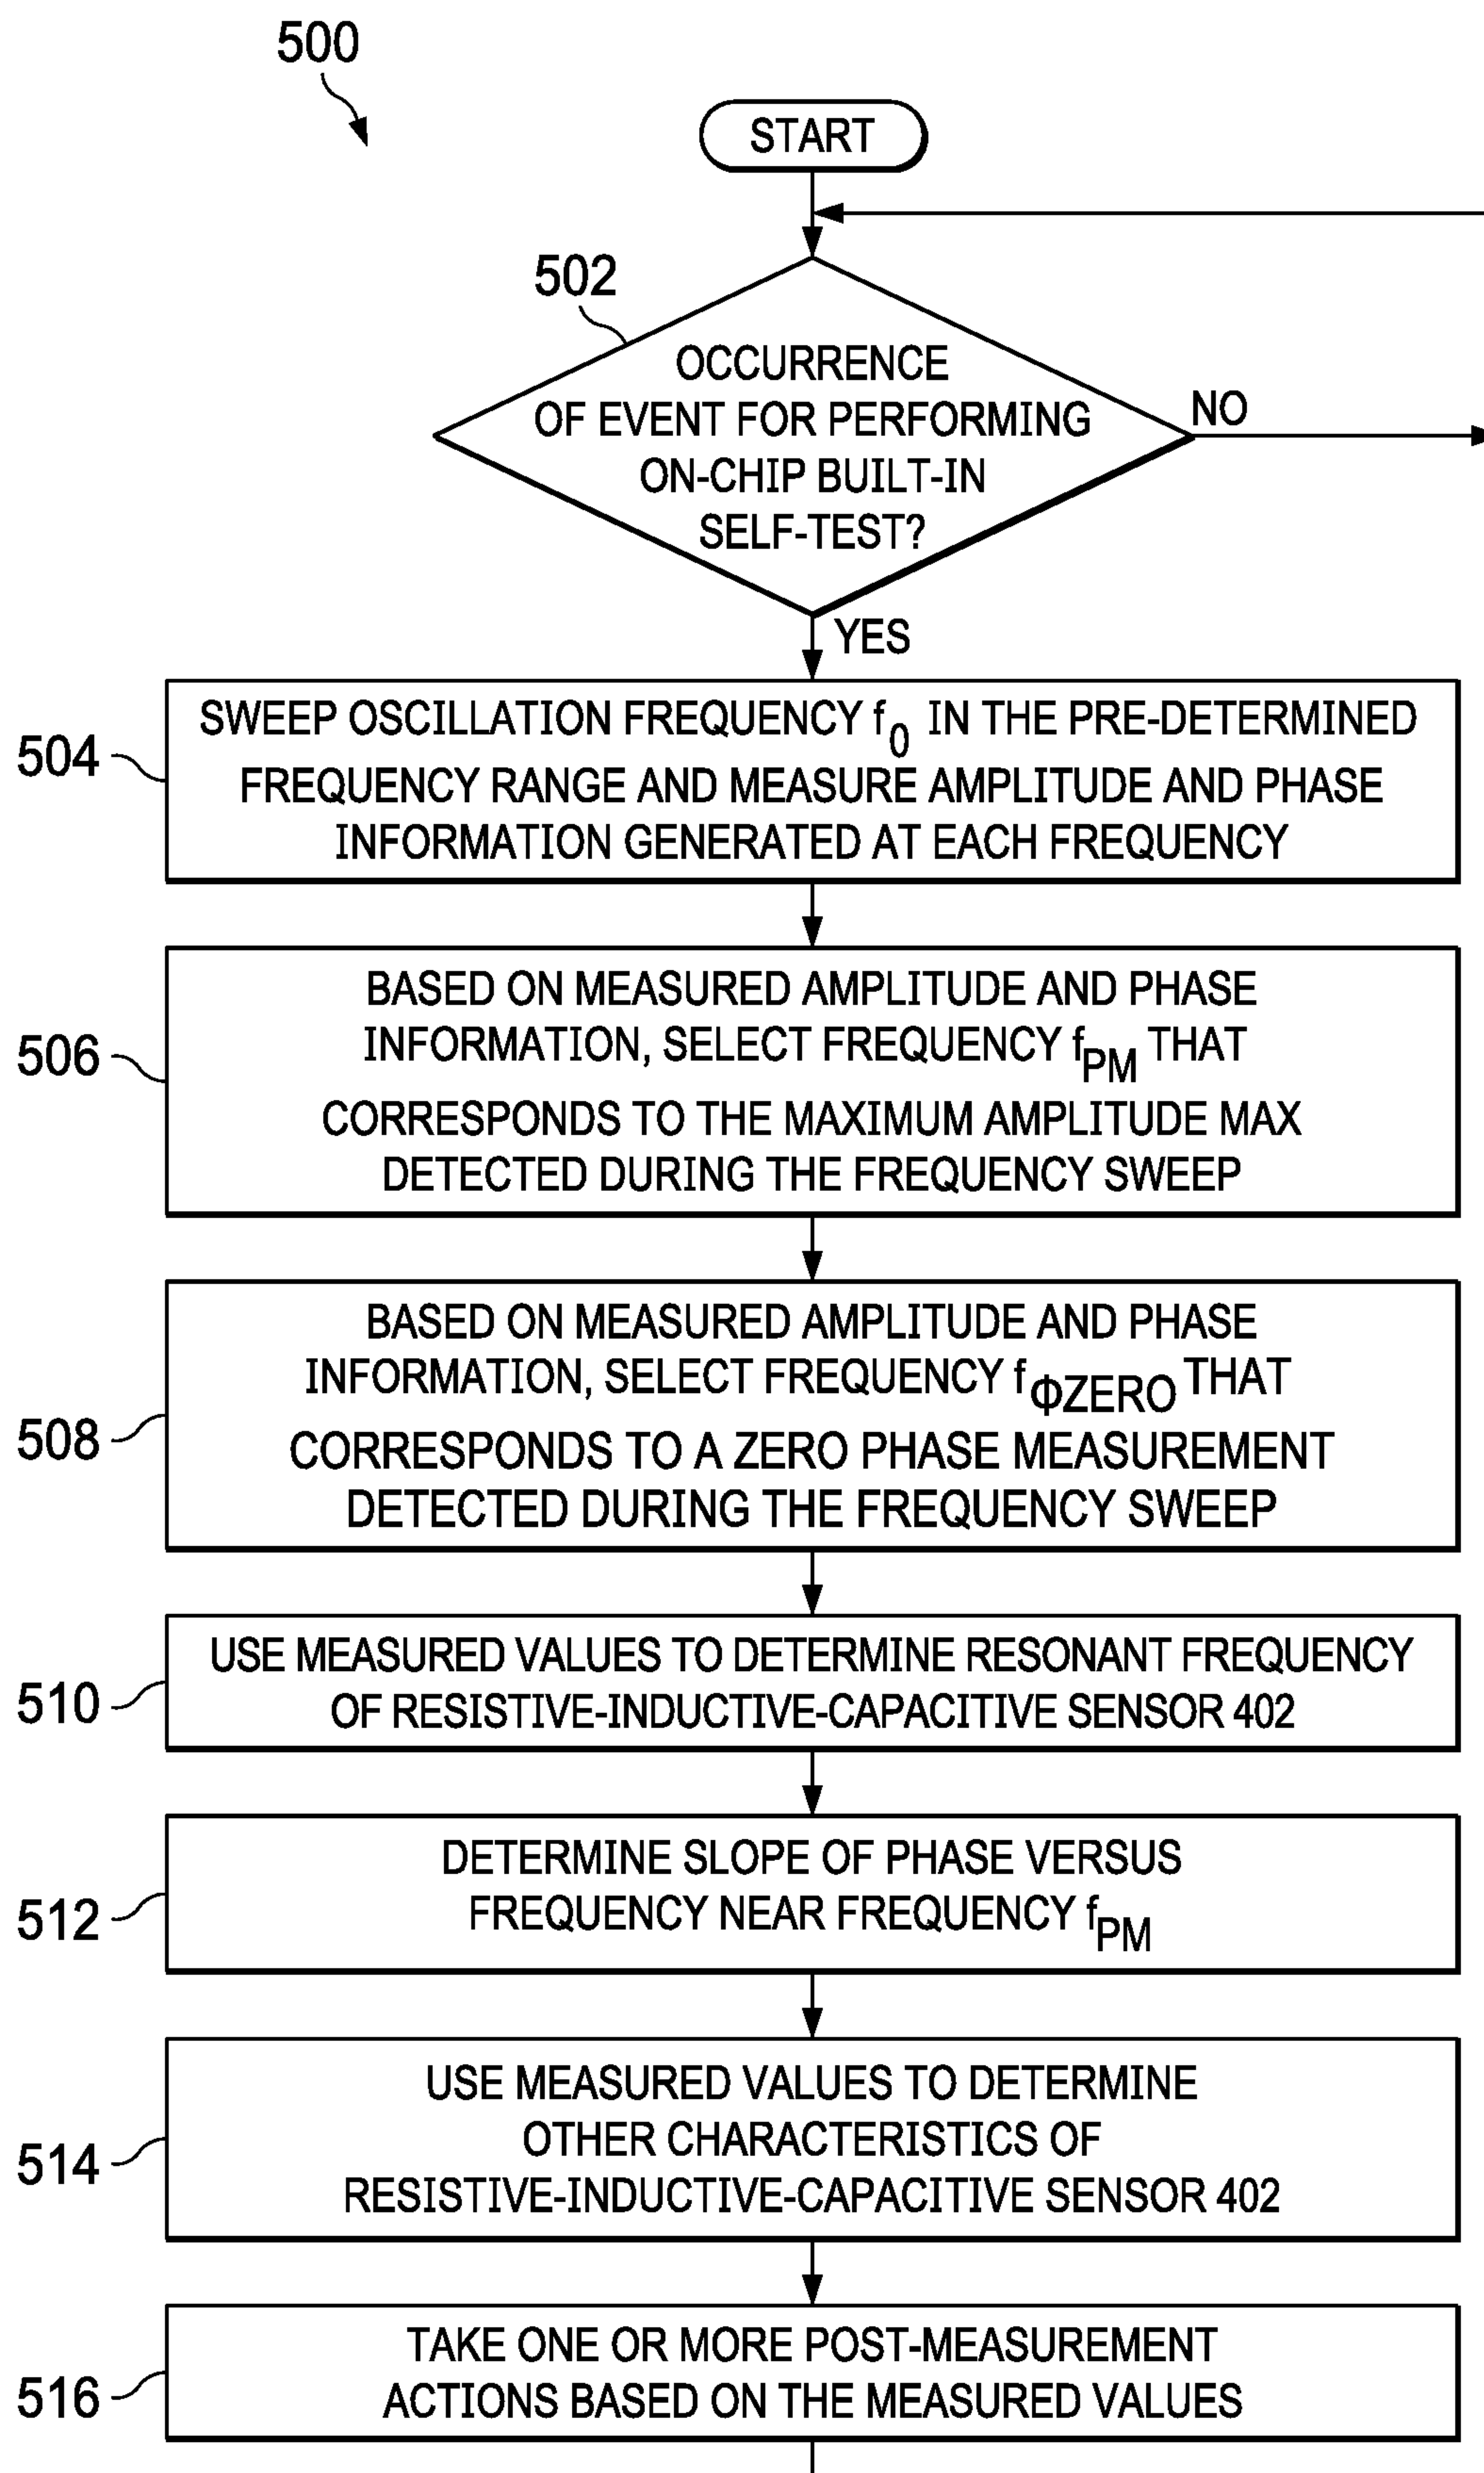 500
START
502
OCCURRENCE
OF EVENT FOR PERFORMING
ON-CHIP BUILT-IN
SELF-TEST?
NO
YES
504
SWEEP OSCILLATION FREQUENCY f0 IN THE PRE-DETERMINED
FREQUENCY RANGE AND MEASURE AMPLITUDE AND PHASE
INFORMATION GENERATED AT EACH FREQUENCY
506
BASED ON MEASURED AMPLITUDE AND PHASE
INFORMATION, SELECT FREQUENCY fPM THAT
CORRESPONDS TO THE MAXIMUM AMPLITUDE MAX
DETECTED DURING THE FREQUENCY SWEEP
508
BASED ON MEASURED AMPLITUDE AND PHASE
INFORMATION, SELECT FREQUENCY fΦZERO THAT
CORRESPONDS TO A ZERO PHASE MEASUREMENT
DETECTED DURING THE FREQUENCY SWEEP
510
USE MEASURED VALUES TO DETERMINE RESONANT FREQUENCY
OF RESISTIVE-INDUCTIVE-CAPACITIVE SENSOR 402
512
DETERMINE SLOPE OF PHASE VERSUS
FREQUENCY NEAR FREQUENCY fPM
514
USE MEASURED VALUES TO DETERMINE
OTHER CHARACTERISTICS OF
RESISTIVE-INDUCTIVE-CAPACITIVE SENSOR 402
516
TAKE ONE OR MORE POST-MEASUREMENT
ACTIONS BASED ON THE MEASURED VALUES